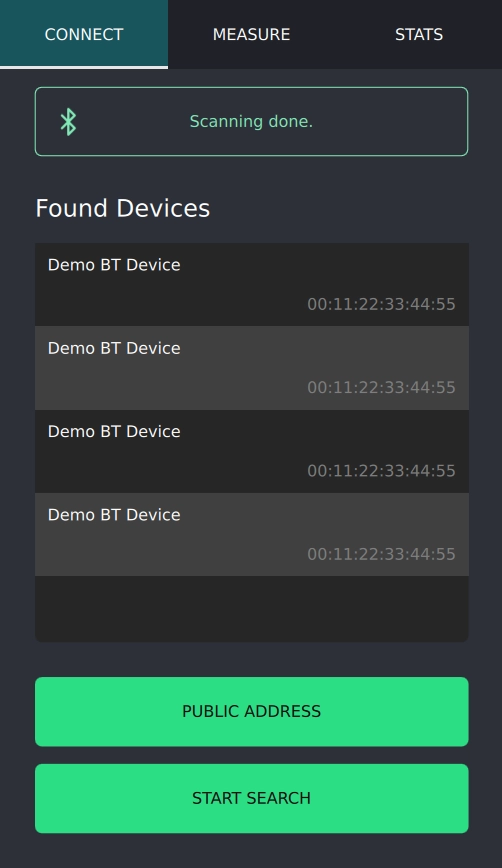 CONNECT MEASURE STATS
Scanning done.
Found Devices
Demo BT Device
00:11:22:33:44:55
Demo BT Device
00:11:22:33:44:55
Demo BT Device
00:11:22:33:44:55
Demo BT Device
00:11:22:33:44:55
PUBLIC ADDRESS
START SEARCH